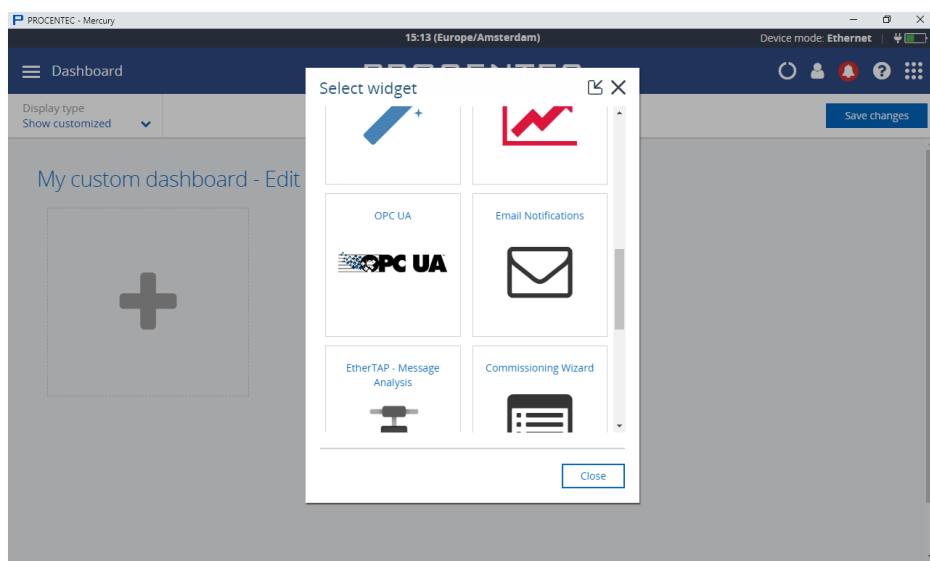 PROCENTEC - Mercury
15:13 (Europe/Amsterdam)
Device mode: Ethernet
Dashboard
PROCENTEC
Select widget
Display type
Show customized
Save changes
My custom dashboard - Edit
OPC UA
Email Notifications
OPC UA
EtherTAP - Message
Analysis
Commissioning Wizard
Close